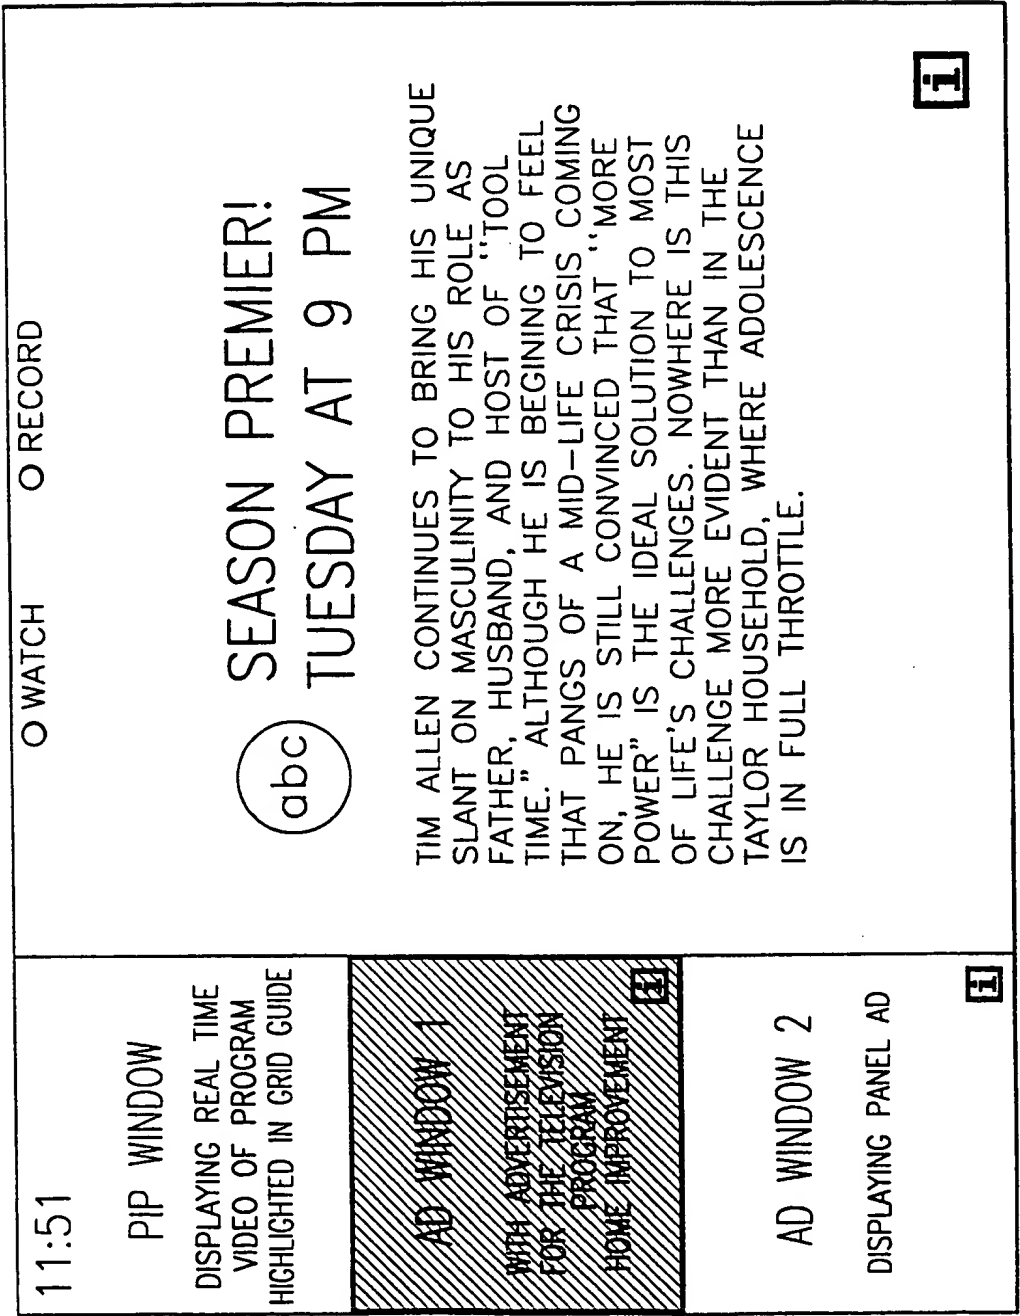 11:51
PIP WINDOW
DISPLAYING REAL TIME
VIDEO OF PROGRAM
HIGHLIGHTED IN GRID GUIDE
AD WINDOW 1
WITH ADVERTISEMENT
FOR THE TELEVISION
PROGRAM
HOME IMPROVEMENT
i
AD WINDOW 2
DISPLAYING PANEL AD
i
O WATCH O RECORD
abc
SEASON PREMIER!
TUESDAY AT 9 PM
TIM ALLEN CONTINUES TO BRING HIS UNIQUE
SLANT ON MASCULINITY TO HIS ROLE AS
FATHER, HUSBAND, AND HOST OF "TOOL
TIME." ALTHOUGH HE IS BEGINING TO FEEL
THAT PANGS OF A MID-LIFE CRISIS COMING
ON, HE IS STILL CONVINCED THAT "MORE
POWER" IS THE IDEAL SOLUTION TO MOST
OF LIFE'S CHALLENGES. NOWHERE IS THIS
CHALLENGE MORE EVIDENT THAN IN THE
TAYLOR HOUSEHOLD, WHERE ADOLESCENCE
IS IN FULL THROTTLE.
i